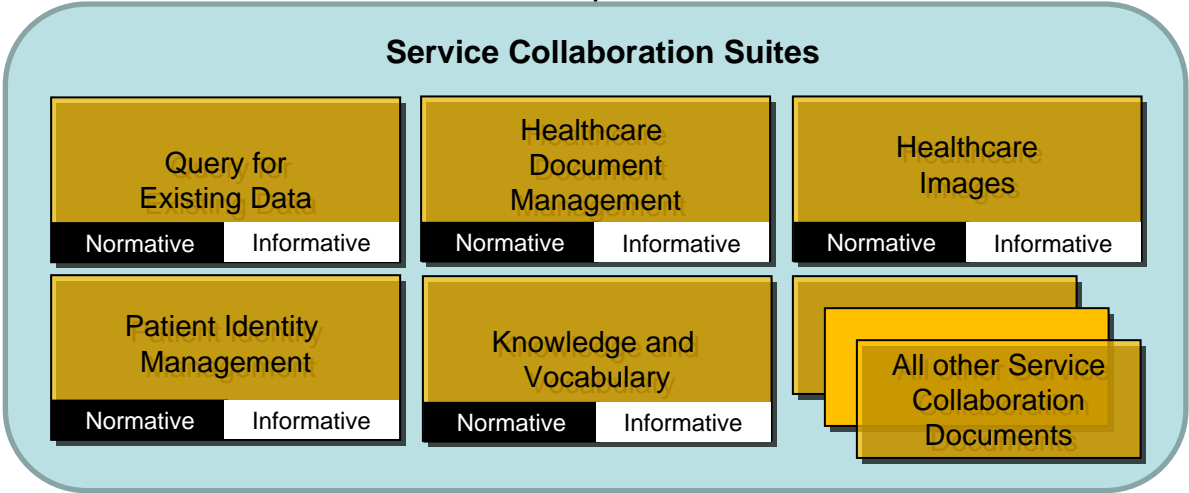 Service Collaboration Suites
Query for
Existing Data
Normative Informative
Healthcare
Document
Management
Normative Informative
Healthcare
Images
Normative Informative
Patient Identity
Management
Normative Informative
Knowledge and
Vocabulary
Normative Informative
All other Service
Collaboration
Documents